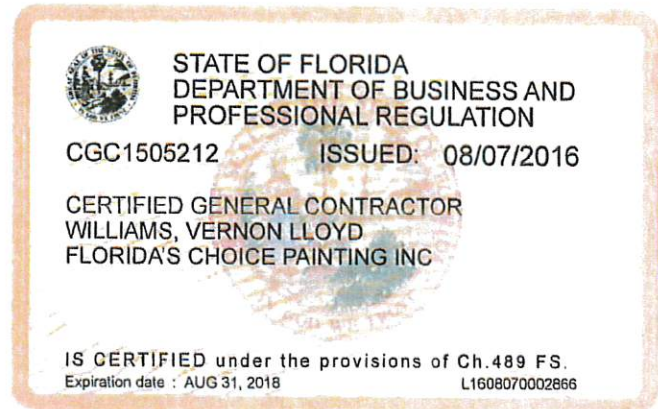 STATE OF FLORIDA
DEPARTMENT OF BUSINESS AND
PROFESSIONAL REGULATION
CGC1505212 ISSUED: 08/07/2016
CERTIFIED GENERAL CONTRACTOR
WILLIAMS, VERNON LLOYD
FLORIDA'S CHOICE PAINTING INC
IS CERTIFIED under the provisions of Ch.489 FS.
Expiration date : AUG 31, 2018 L1608070002866